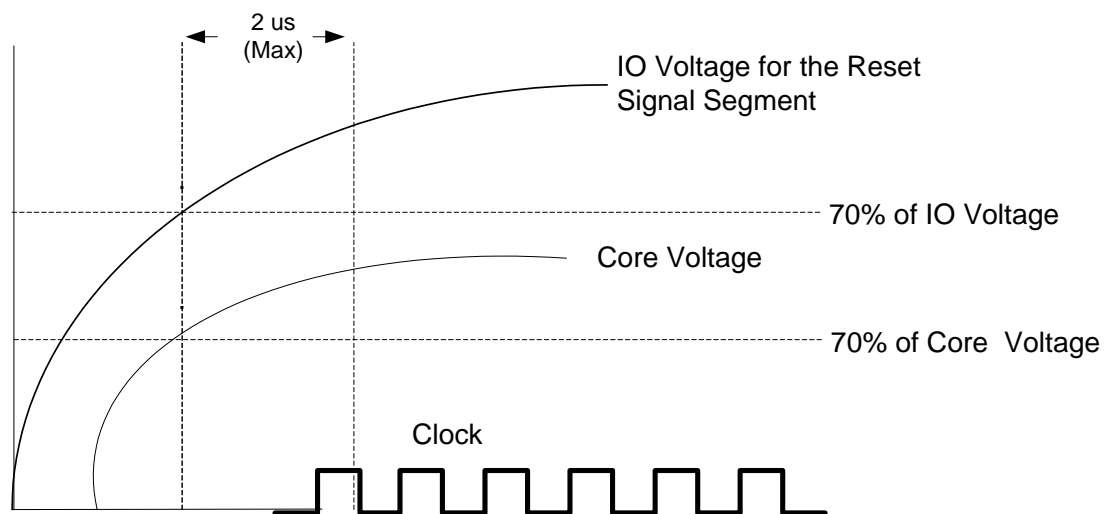 2 us
(Max)
IO Voltage for the Reset
Signal Segment
70% of IO Voltage
Core Voltage
70% of Core Voltage
Clock